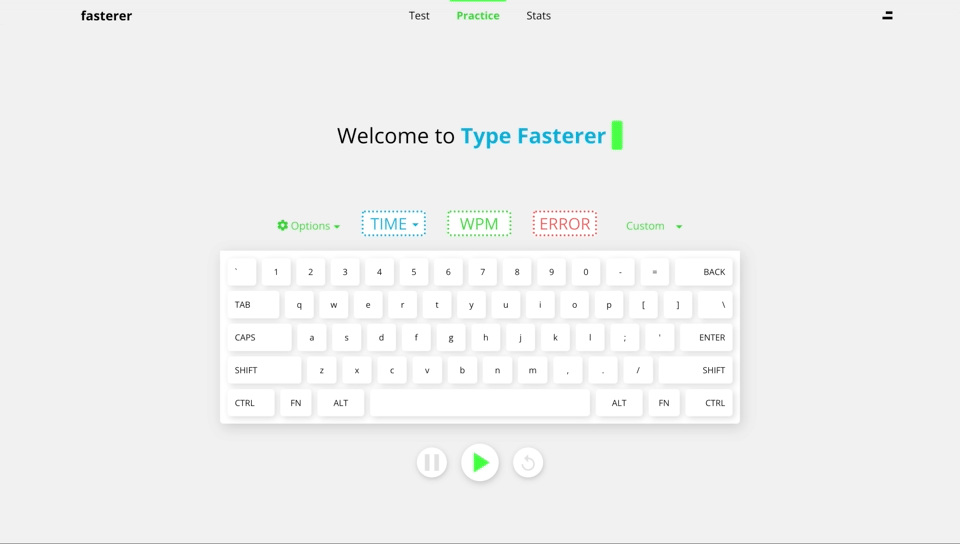 fasterer Test Practice Stats
Welcome to Type Fasterer
Options TIME WPM ERROR Custom
` 1 2 3 4 5 6 7 8 9 0 - = BACK
TAB q w e r t y u i o p [ ] \
CAPS a s d f g h j k l ; ' ENTER
SHIFT z x c v b n m , . / SHIFT
CTRL FN ALT ALT FN CTRL